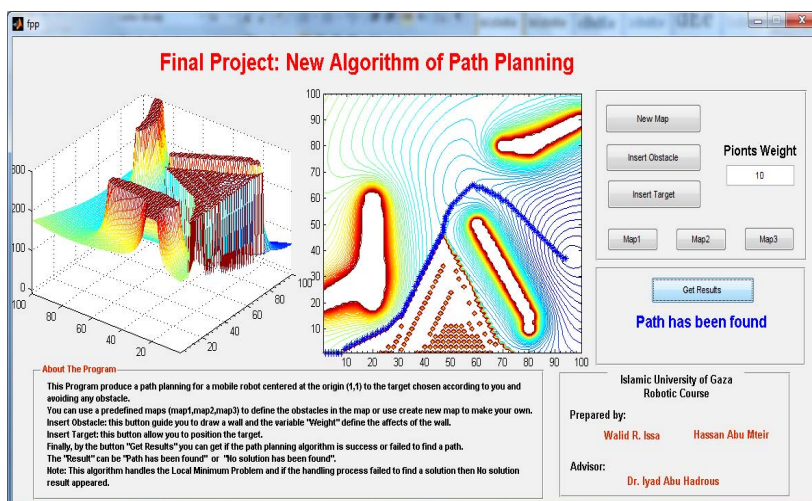 fpp
Final Project: New Algorithm of Path Planning
300
200
100
0
100
80
60
40
20
20
40
60
80
100
90
80
70
60
50
40
30
20
10
10 20 30 40 50 60 70 80 90 100
New Map
Insert Obstacle
Insert Target
Pionts Weight
10
Map1 Map2 Map3
Get Results
Path has been found
About The Program
This Program produce a path planning for a mobile robot centered at the origin (1,1) to the target chosen according to you and
avoiding any obstacle.
You can use a predefined maps (map1,map2,map3) to define the obstacles in the map or use create new map to make your own.
Insert Obstacle: this button guide you to draw a wall and the variable "Weight" define the affects of the wall.
Insert Target: this button allow you to position the target.
Finally, by the button "Get Results" you can get if the path planning algorithm is success or failed to find a path.
The "Result" can be "Path has been found" or "No solution has been found".
Note: This algorithm handles the Local Minimum Problem and if the handling process failed to find a solution then No solution
result appeared.
Islamic University of Gaza
Robotic Course
Prepared by:
Walid R. Issa Hassan Abu Mteir
Advisor:
Dr. Iyad Abu Hadrous